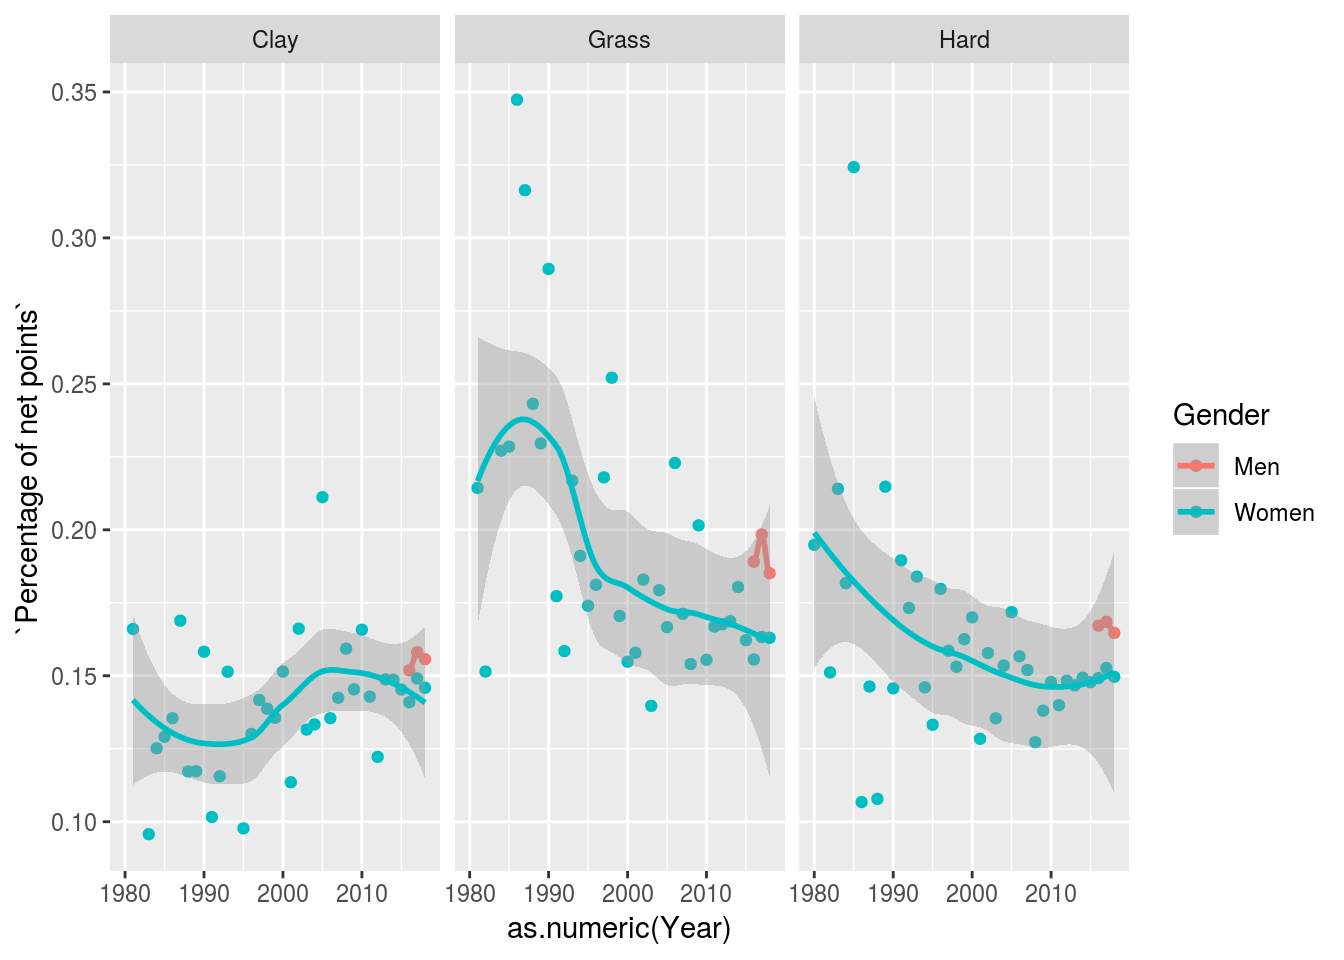 Clay
Grass
Hard
0.35
0.30
0.25
0.20
0.15
0.10
`Percentage of net points`
1980 1990 2000 2010
1980 1990 2000 2010
1980 1990 2000 2010
as.numeric(Year)
Gender
Men
Women